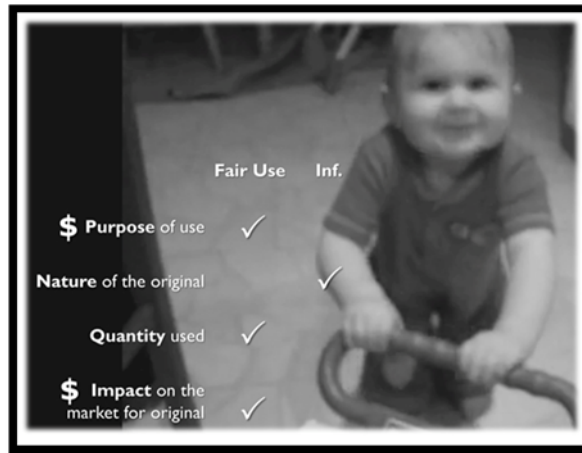 Fair Use Inf.
$ Purpose of use ✓
Nature of the original ✓
Quantity used ✓
$ Impact on the
market for original ✓